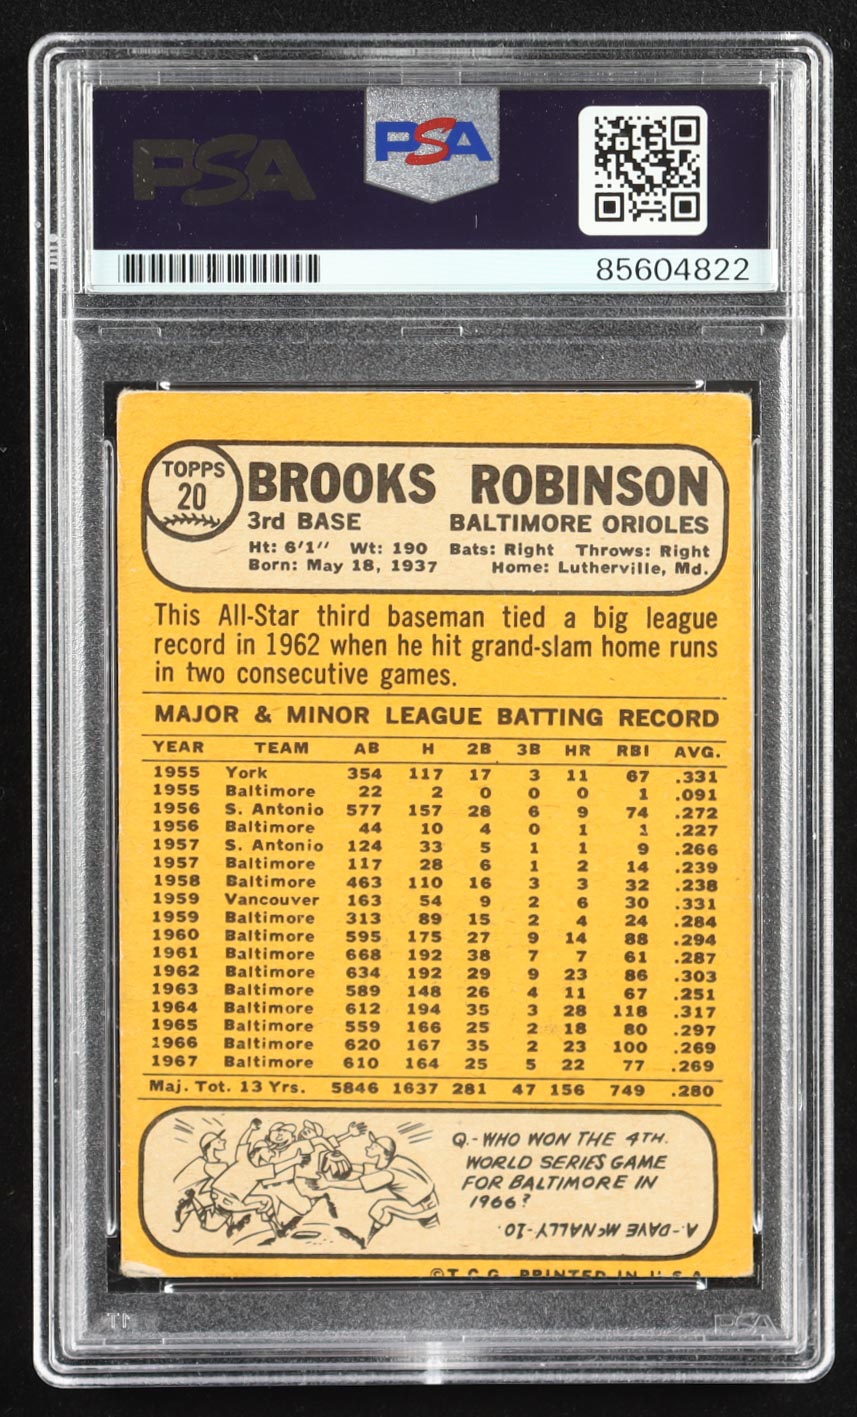 PSA
PSA
85604822
TOPPS
20
BROOKS ROBINSON
3rd BASE BALTIMORE ORIOLES
Ht: 6'1" Wt: 190 Bats: Right Throws: Right
Born: May 18, 1937 Home: Lutherville, Md.
This All-Star third baseman tied a big league
record in 1962 when he hit grand-slam home runs
in two consecutive games.
MAJOR & MINOR LEAGUE BATTING RECORD
YEAR TEAM AB H 2B 3B HR RBI AVG.
1955 York 354 117 17 3 11 67 .331
1955 Baltimore 22 2 0 0 0 1 .091
1956 S. Antonio 577 157 28 6 9 74 .272
1956 Baltimore 44 10 4 0 1 1 .227
1957 S. Antonio 124 33 5 1 1 9 .266
1957 Baltimore 117 28 6 1 2 14 .239
1958 Baltimore 463 110 16 3 3 32 .238
1959 Vancouver 163 54 9 2 6 30 .331
1959 Baltimore 313 89 15 2 4 24 .284
1960 Baltimore 595 175 27 9 14 88 .294
1961 Baltimore 668 192 38 7 7 61 .287
1962 Baltimore 634 192 29 9 23 86 .303
1963 Baltimore 589 148 26 4 11 67 .251
1964 Baltimore 612 194 35 3 28 118 .317
1965 Baltimore 559 166 25 2 18 80 .297
1966 Baltimore 620 167 35 2 23 100 .269
1967 Baltimore 610 164 25 5 22 77 .269
Maj. Tot. 13 Yrs. 5846 1637 281 47 156 749 .280
Q.- WHO WON THE 4TH.
WORLD SERIES GAME
FOR BALTIMORE IN
1966?
A.- DAVE McNALLY-10.
©T.C.G. PRINTED IN U.S.A.
PSA